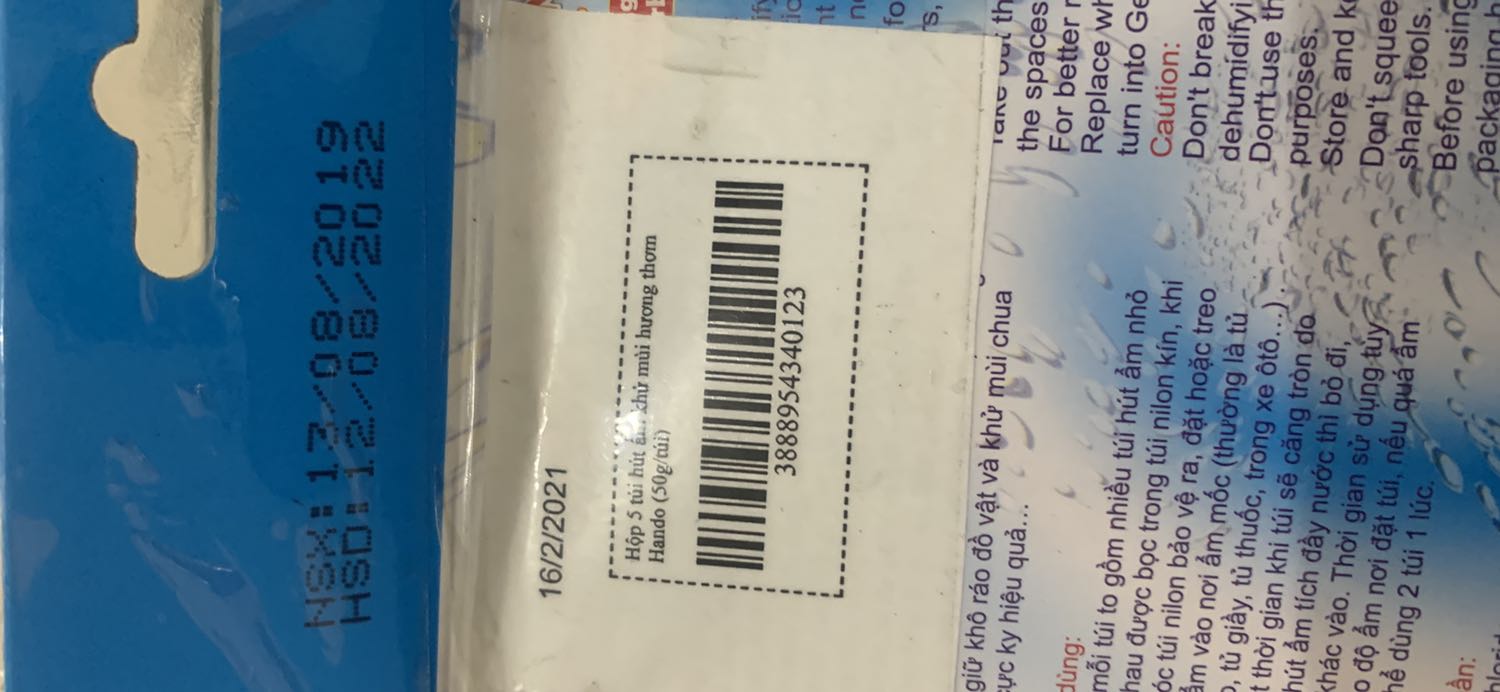 NSX: 13/08/2019
HSD: 12/08/2022
16/2/2021
Hộp 5 túi hút ẩm khử mùi hương thơm
Hando (50g/túi)
3888954340123
giữ khô ráo đồ vật và khử mùi chua
cực kỳ hiệu quả...
dùng:
mỗi túi to gồm nhiều túi hút ẩm nhỏ
hau được bọc trong túi nilon kín, khi
óc túi nilon bảo vệ ra, đặt hoặc treo
ẩm vào nơi ẩm mốc (thường là tủ
, tủ giầy, tủ thuốc, trong xe ôtô...).
t thời gian khi túi sẽ căng tròn do
hút ẩm tích đầy nước thì bỏ đi,
khác vào. Thời gian sử dụng tùy
o độ ẩm nơi đặt túi, nếu quá ẩm
hể dùng 2 túi 1 lúc.
ần:
the spaces
For better
Replace
turn into
Caution:
Don't break
dehumidifyi
Don't use
purposes.
Store and
Don't squee
sharp tools.
Before using
packaging